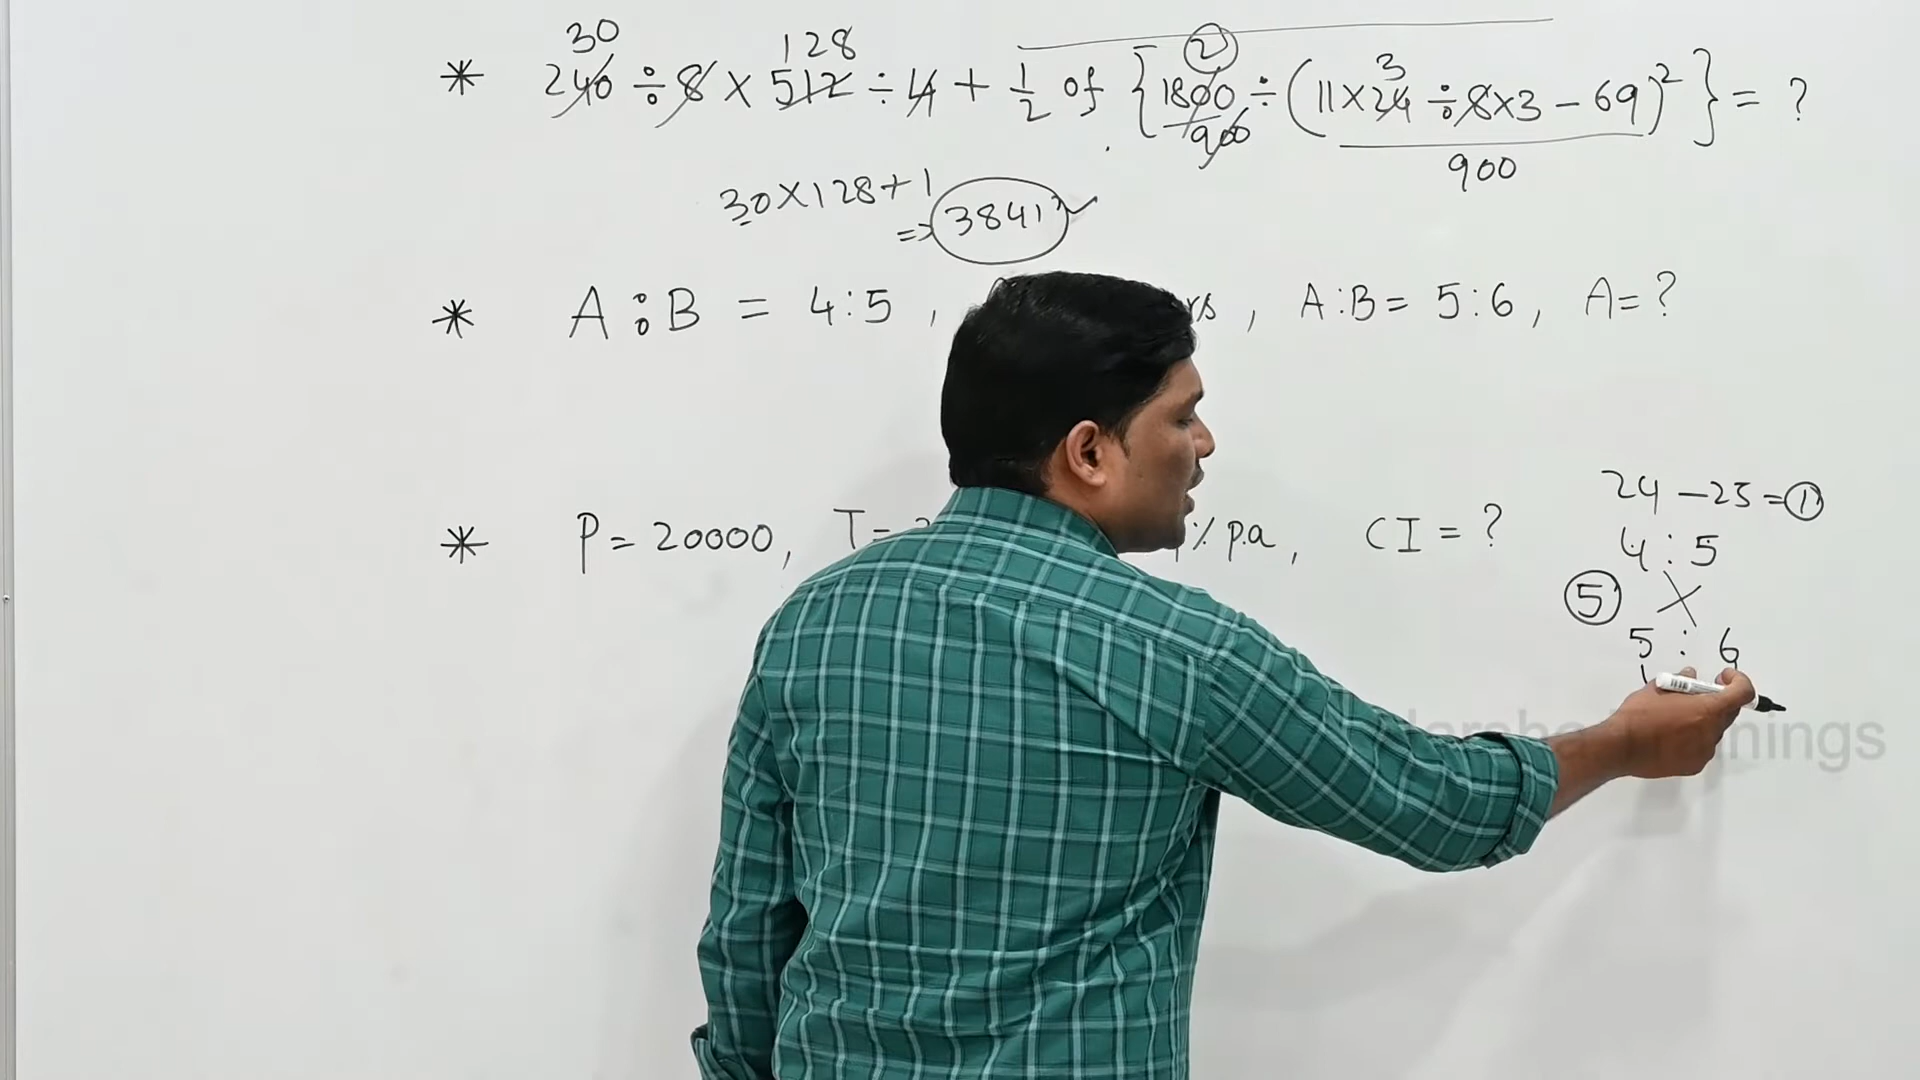 30 128 2
* 240 ÷ 8 × 512 ÷ 4 + 1/2 of { 1800 ÷ ( 11 × 24 ÷ 8 × 3 − 69 )² } = ?
3
900 900
30 × 128 + 1
=> 3841
* A : B = 4 : 5 , rs , A : B = 5 : 6 , A = ?
* P = 20000, T = % p.a , CI = ?
24 − 25 = 1
4 : 5
5
5 : 6
Trainings